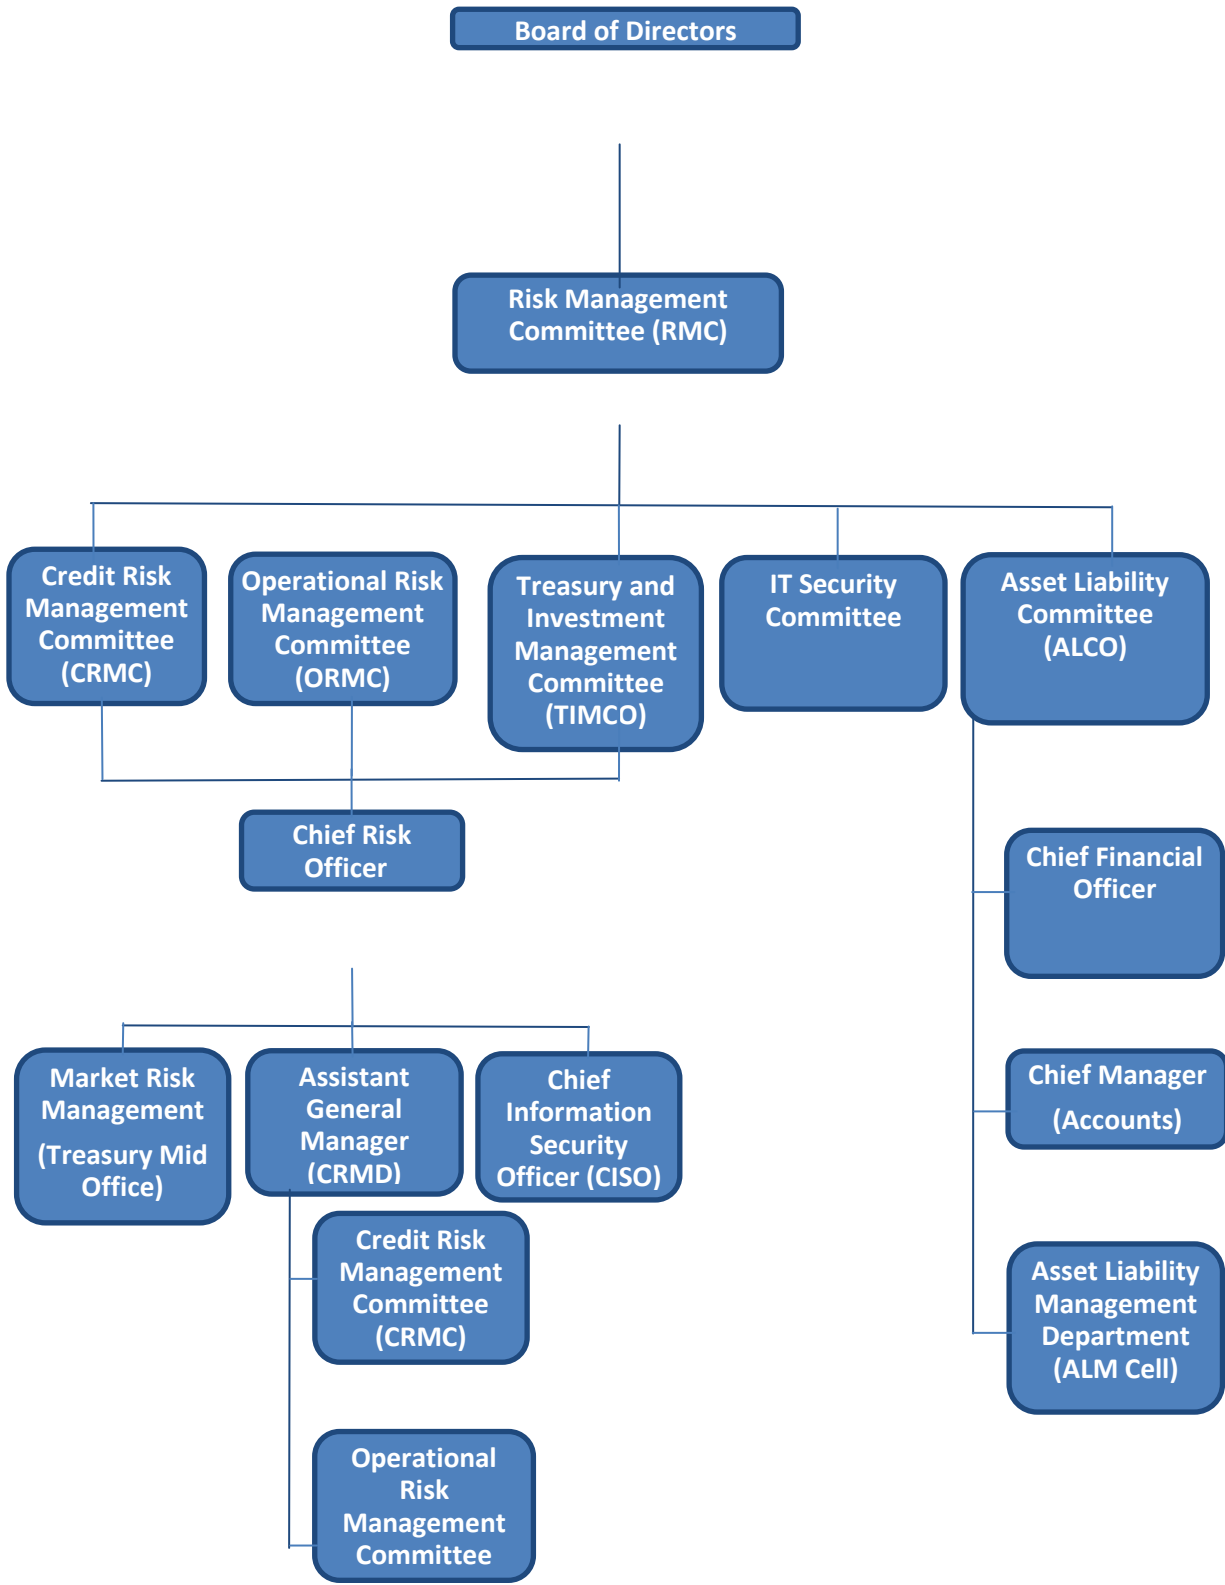 Board of Directors
Risk Management
Committee (RMC)
Credit Risk
Management
Committee
(CRMC)
Operational Risk
Management
Committee
(ORMC)
Treasury and
Investment
Management
Committee
(TIMCO)
IT Security
Committee
Asset Liability
Committee
(ALCO)
Chief Risk
Officer
Chief Financial
Officer
Market Risk
Management
(Treasury Mid
Office)
Assistant
General
Manager
(CRMD)
Chief
Information
Security
Officer (CISO)
Chief Manager
(Accounts)
Credit Risk
Management
Committee
(CRMC)
Asset Liability
Management
Department
(ALM Cell)
Operational
Risk
Management
Committee